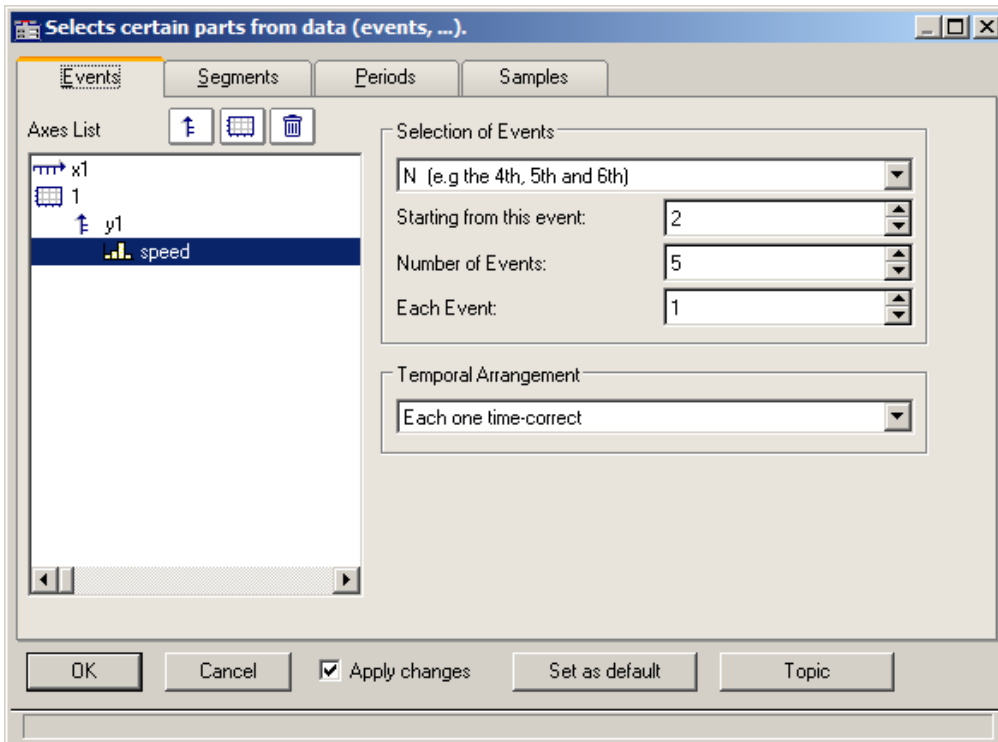 Selects certain parts from data (events, ...).
Events Segments Periods Samples
Axes List
x1
1
y1
speed
Selection of Events
N (e.g the 4th, 5th and 6th)
Starting from this event: 2
Number of Events: 5
Each Event: 1
Temporal Arrangement
Each one time-correct
OK Cancel Apply changes Set as default Topic